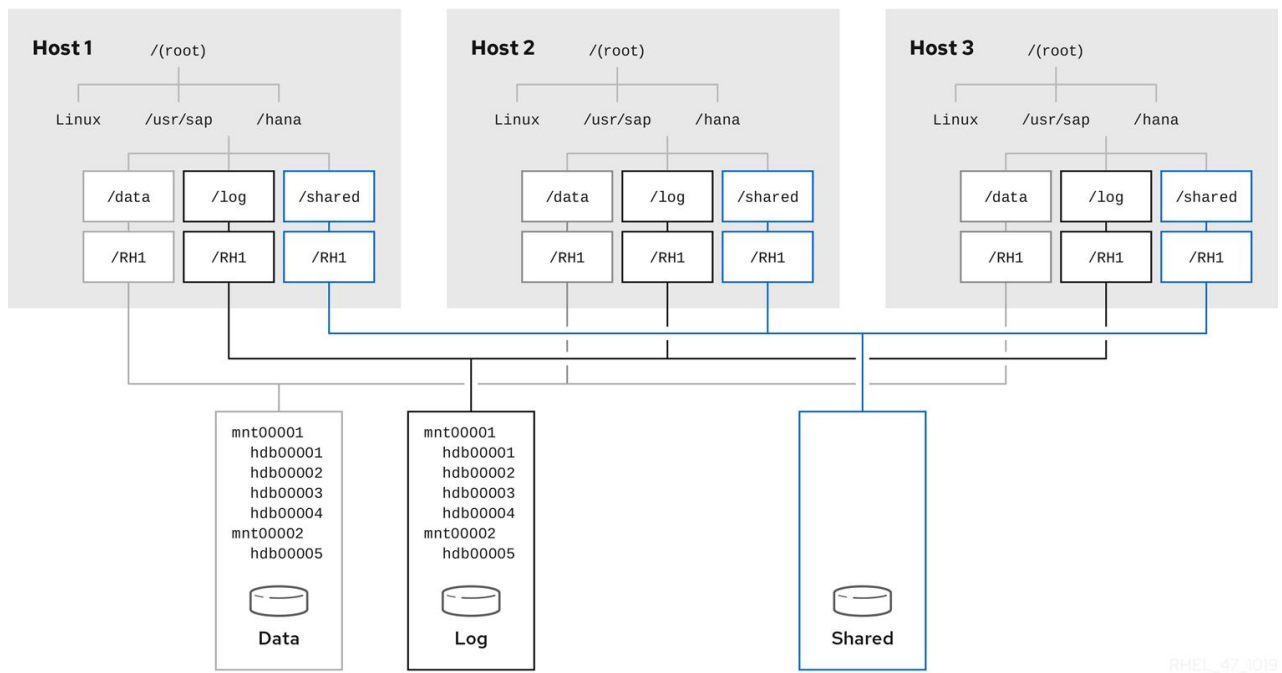 Host 1 /(root)
Linux /usr/sap /hana
/data /log /shared
/RH1 /RH1 /RH1
Host 2 /(root)
Linux /usr/sap /hana
/data /log /shared
/RH1 /RH1 /RH1
Host 3 /(root)
Linux /usr/sap /hana
/data /log /shared
/RH1 /RH1 /RH1
mnt00001
hdb00001
hdb00002
hdb00003
hdb00004
mnt00002
hdb00005
Data
mnt00001
hdb00001
hdb00002
hdb00003
hdb00004
mnt00002
hdb00005
Log
Shared
RHEL_47_1019